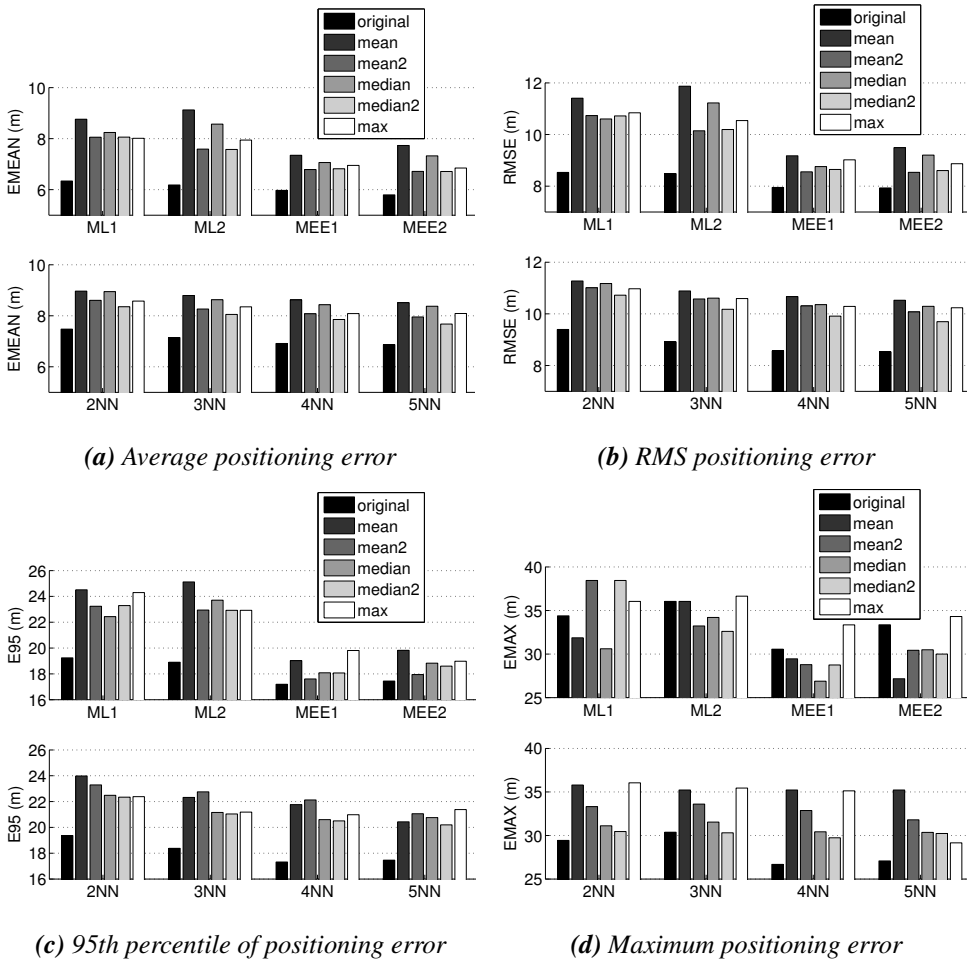 original
mean
mean2
median
median2
max
10
8
6
EMEAN (m)
ML1 ML2 MEE1 MEE2
10
8
6
EMEAN (m)
2NN 3NN 4NN 5NN
(a) Average positioning error
original
mean
mean2
median
median2
max
12
10
8
RMSE (m)
ML1 ML2 MEE1 MEE2
12
10
8
RMSE (m)
2NN 3NN 4NN 5NN
(b) RMS positioning error
original
mean
mean2
median
median2
max
26
24
22
20
18
16
E95 (m)
ML1 ML2 MEE1 MEE2
26
24
22
20
18
16
E95 (m)
2NN 3NN 4NN 5NN
(c) 95th percentile of positioning error
original
mean
mean2
median
median2
max
40
35
30
25
EMAX (m)
ML1 ML2 MEE1 MEE2
40
35
30
25
EMAX (m)
2NN 3NN 4NN 5NN
(d) Maximum positioning error